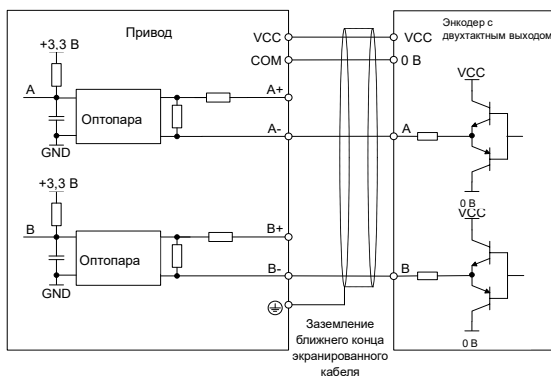 Привод
Энкодер с
двухтактным выходом
+3,3 В
VCC
VCC
COM
0 В
VCC
A
Оптопара
A+
A-
A
GND
0 В
+3,3 В
VCC
B
Оптопара
B+
B-
B
GND
0 В
Заземление
ближнего конца
экранированного
кабеля